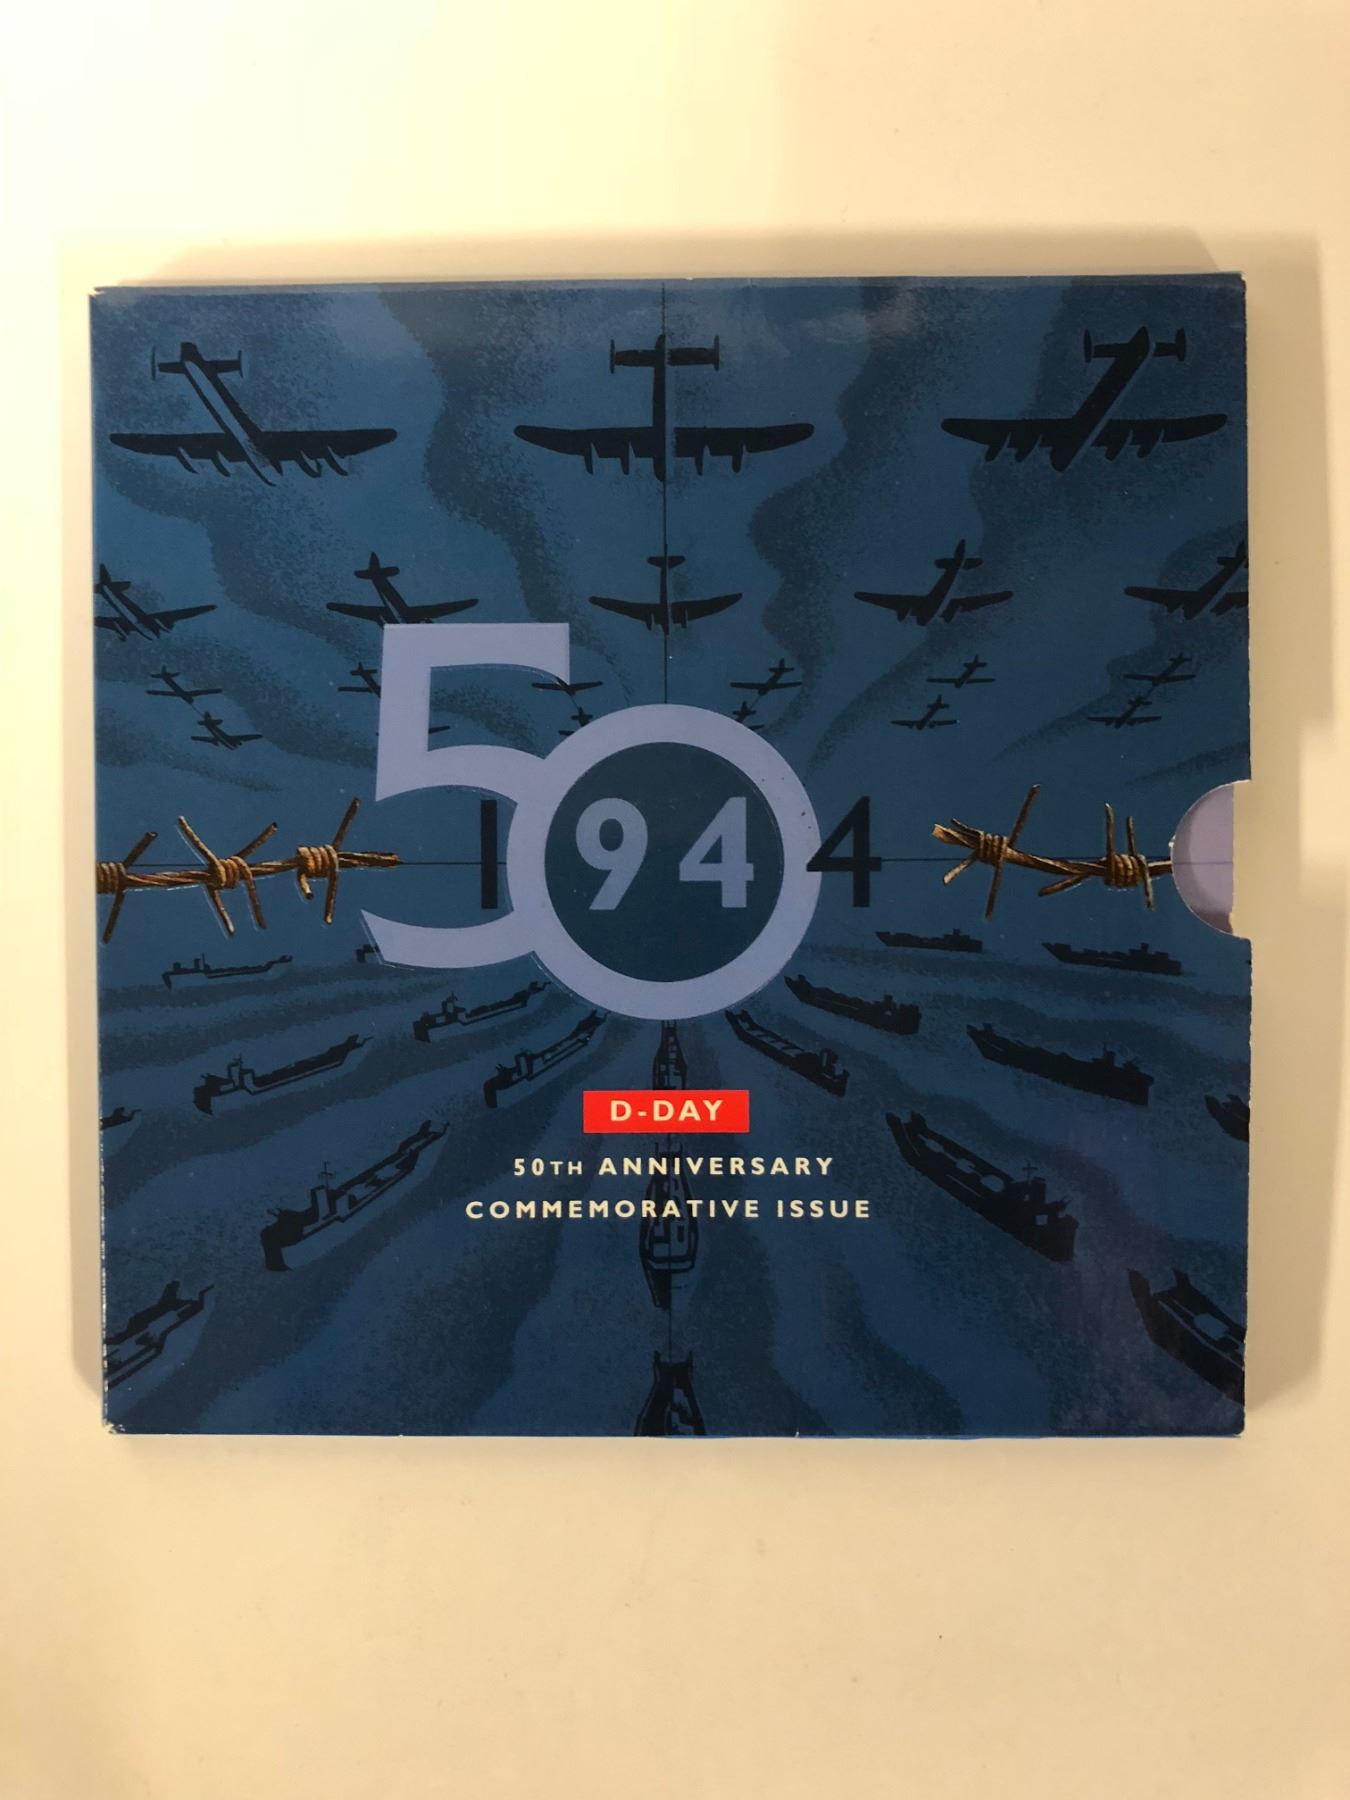 50
1944
D-DAY
50TH ANNIVERSARY
COMMEMORATIVE ISSUE